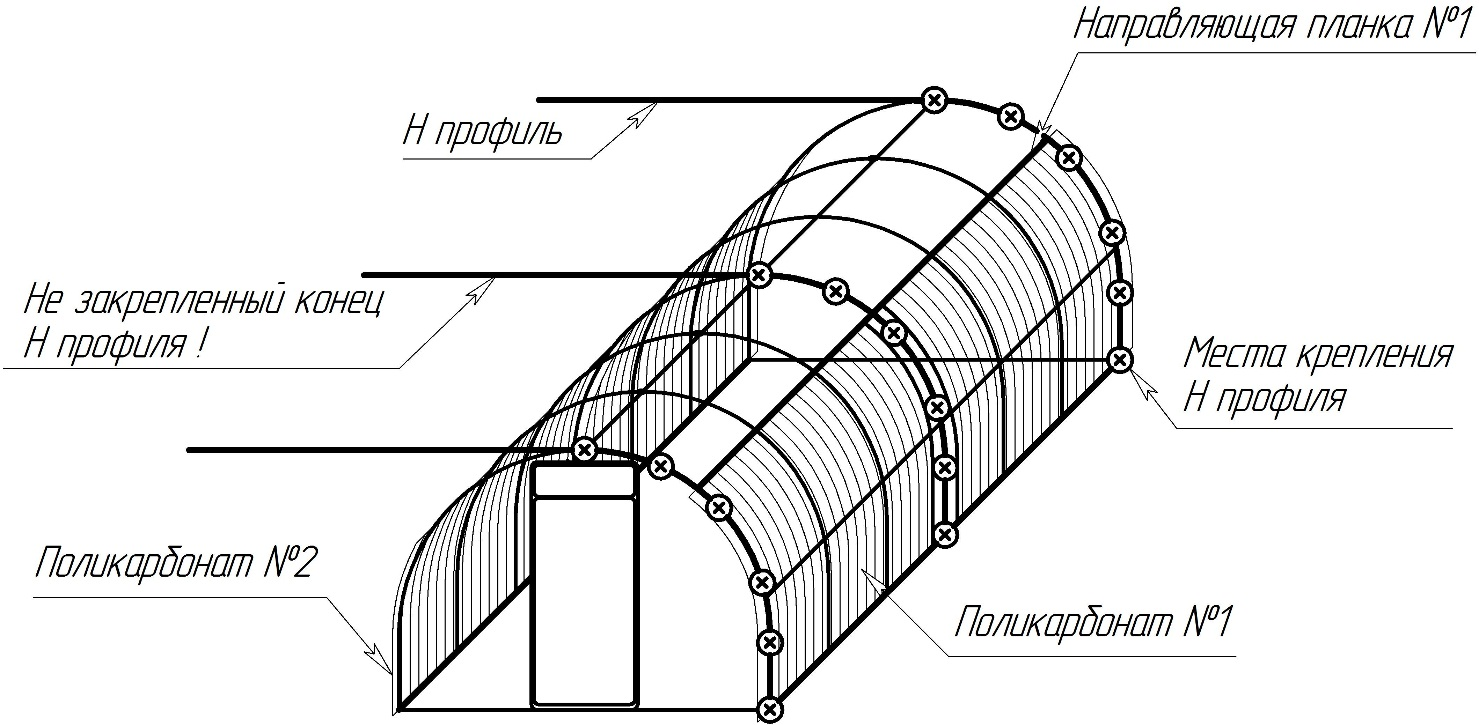 Направляющая планка №1
Н профиль
Не закрепленный конец
Н профиля !
Места крепления
Н профиля
Поликарбонат №2
Поликарбонат №1